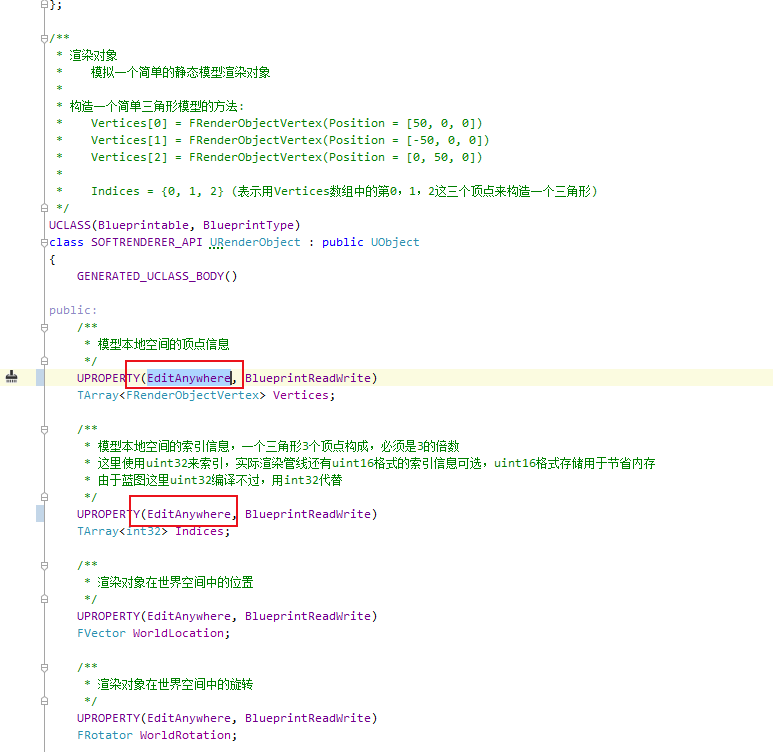 };
/**
 * 渲染对象
 *    模拟一个简单的静态模型渲染对象
 *
 * 构造一个简单三角形模型的方法:
 *    Vertices[0] = FRenderObjectVertex(Position = [50, 0, 0])
 *    Vertices[1] = FRenderObjectVertex(Position = [-50, 0, 0])
 *    Vertices[2] = FRenderObjectVertex(Position = [0, 50, 0])
 *
 *    Indices = {0, 1, 2} (表示用Vertices数组中的第0，1，2这三个顶点来构造一个三角形)
 */
UCLASS(Blueprintable, BlueprintType)
class SOFTRENDERER_API URenderObject : public UObject
{
    GENERATED_UCLASS_BODY()
public:
    /**
     * 模型本地空间的顶点信息
     */
    UPROPERTY(EditAnywhere, BlueprintReadWrite)
    TArray<FRenderObjectVertex> Vertices;
    /**
     * 模型本地空间的索引信息，一个三角形3个顶点构成，必须是3的倍数
     * 这里使用uint32来索引，实际渲染管线还有uint16格式的索引信息可选，uint16格式存储用于节省内存
     * 由于蓝图这里uint32编译不过，用int32代替
     */
    UPROPERTY(EditAnywhere, BlueprintReadWrite)
    TArray<int32> Indices;
    /**
     * 渲染对象在世界空间中的位置
     */
    UPROPERTY(EditAnywhere, BlueprintReadWrite)
    FVector WorldLocation;
    /**
     * 渲染对象在世界空间中的旋转
     */
    UPROPERTY(EditAnywhere, BlueprintReadWrite)
    FRotator WorldRotation;